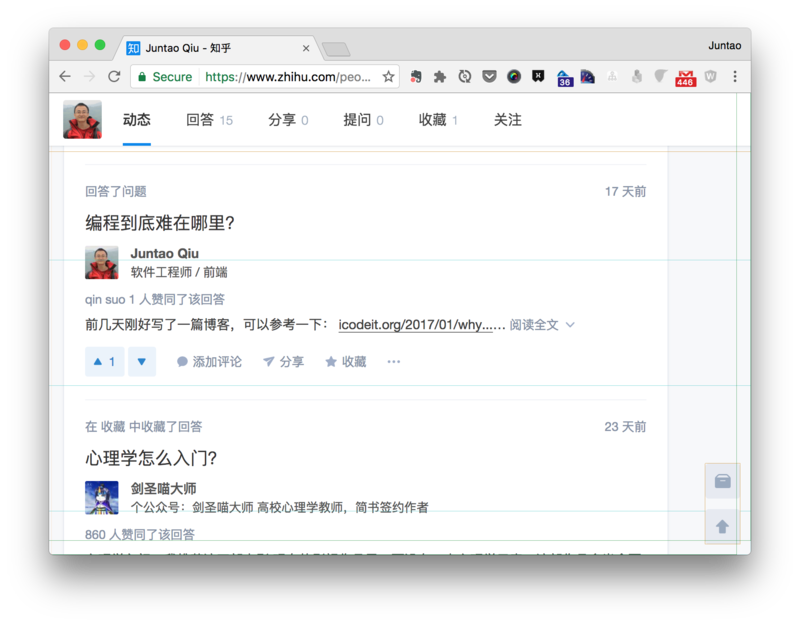 知 Juntao Qiu - 知乎
Juntao
Secure https://www.zhihu.com/peo...
36
446
W
动态 回答 15 分享 0 提问 0 收藏 1 关注
回答了问题 17 天前
编程到底难在哪里?
Juntao Qiu
软件工程师 / 前端
qin suo 1 人赞同了该回答
前几天刚好写了一篇博客，可以参考一下： icodeit.org/2017/01/why...… 阅读全文
1 添加评论 分享 收藏
在 收藏 中收藏了回答 23 天前
心理学怎么入门?
剑圣喵大师
个公众号：剑圣喵大师 高校心理学教师，简书签约作者
860 人赞同了该回答